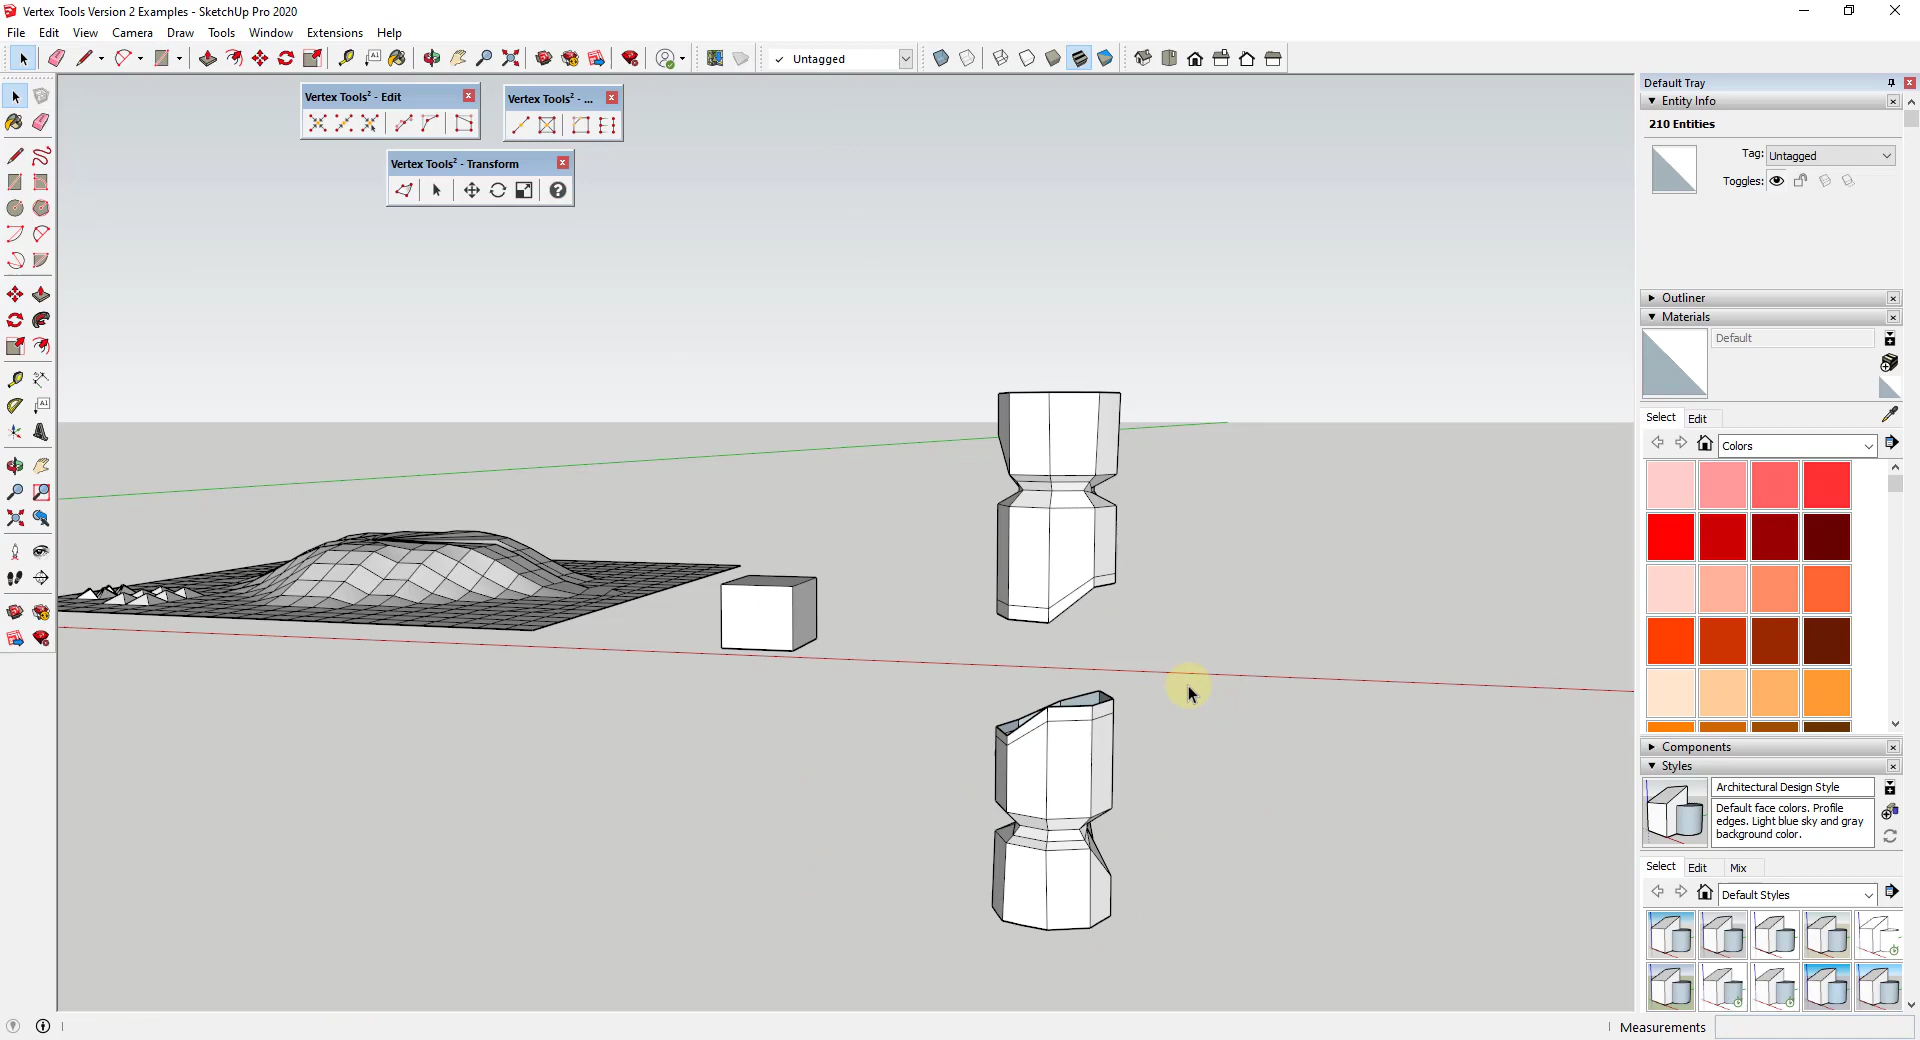 Vertex Tools Version 2 Examples - SketchUp Pro 2020
File Edit View Camera Draw Tools Window Extensions Help
Untagged
Default Tray
Vertex Tools² - Edit
Vertex Tools² - ...
Entity Info
210 Entities
Tag: Untagged
Vertex Tools² - Transform
Toggles:
Outliner
Materials
Default
Select Edit
Colors
Components
Styles
Architectural Design Style
Default face colors. Profile
edges. Light blue sky and gray
background color.
Select Edit Mix
Default Styles
Measurements